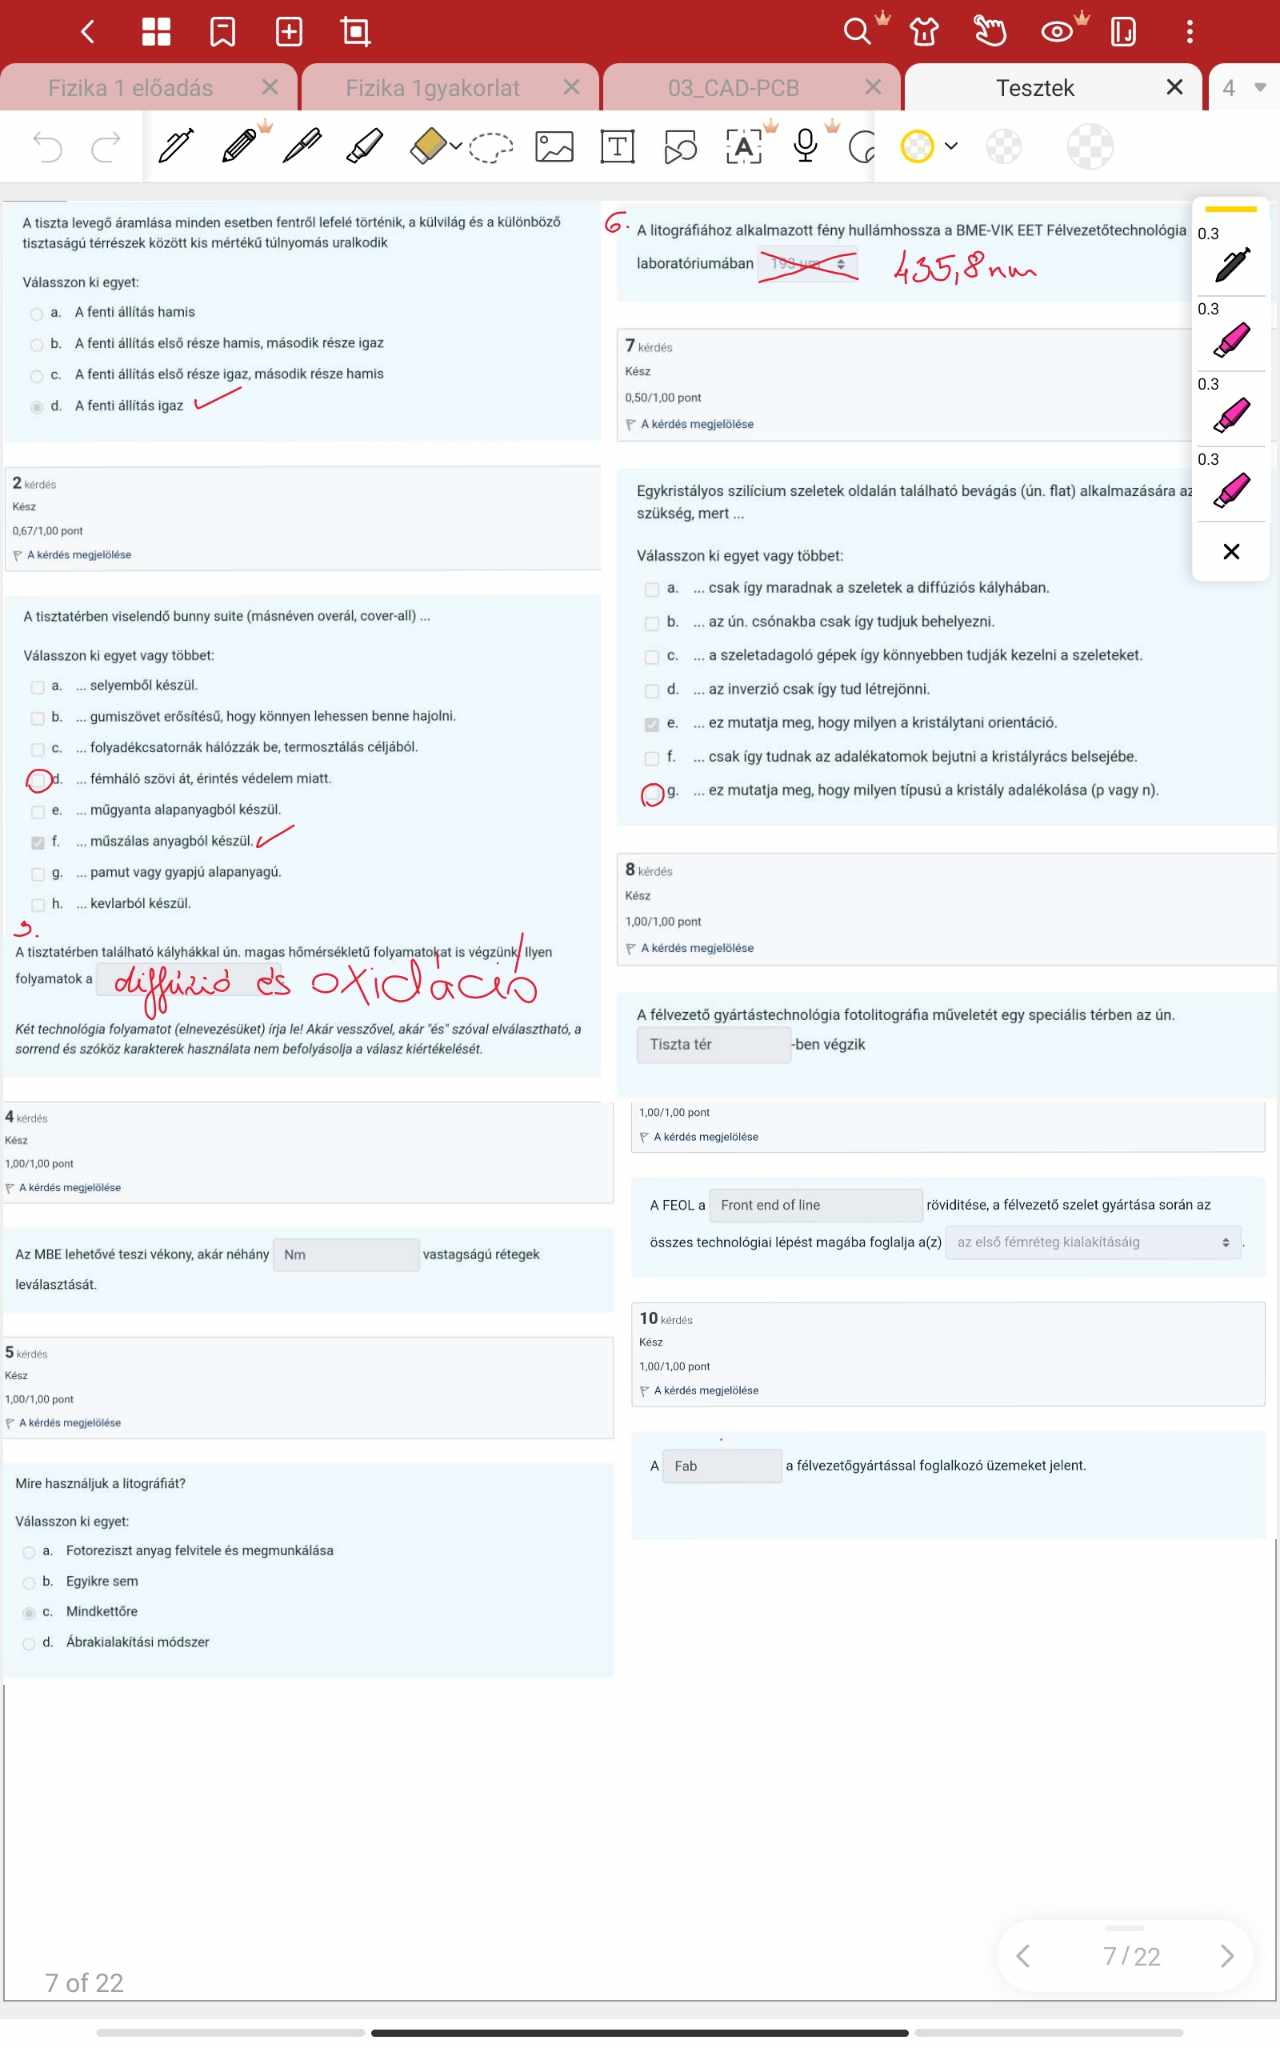 Fizika 1 előadás
Fizika 1gyakorlat
03_CAD-PCB
Tesztek
4
A tiszta levegő áramlása minden esetben fentről lefelé történik, a külvilág és a különböző
tisztaságú térrészek között kis mértékű túlnyomás uralkodik
Válasszon ki egyet:
a. A fenti állítás hamis
b. A fenti állítás első része hamis, második része igaz
c. A fenti állítás első része igaz, második része hamis
d. A fenti állítás igaz
2 kérdés
Kész
0,67/1,00 pont
A kérdés megjelölése
A tisztatérben viselendő bunny suite (másnéven overál, cover-all) ...
Válasszon ki egyet vagy többet:
a. ... selyemből készül.
b. ... gumiszövet erősítésű, hogy könnyen lehessen benne hajolni.
c. ... folyadékcsatornák hálózzák be, termosztálás céljából.
d. ... fémháló szövi át, érintés védelem miatt.
e. ... műgyanta alapanyagból készül.
f. ... műszálas anyagból készül.
g. ... pamut vagy gyapjú alapanyagú.
h. ... kevlarból készül.
3.
A tisztatérben található kályhákkal ún. magas hőmérsékletű folyamatokat is végzünk. Ilyen
folyamatok a diffúzió és oxidáció
Két technológia folyamatot (elnevezésüket) írja le! Akár vesszővel, akár "és" szóval elválasztható, a
sorrend és szóköz karakterek használata nem befolyásolja a válasz kiértékelését.
4 kérdés
Kész
1,00/1,00 pont
A kérdés megjelölése
Az MBE lehetővé teszi vékony, akár néhány Nm vastagságú rétegek
leválasztását.
5 kérdés
Kész
1,00/1,00 pont
A kérdés megjelölése
Mire használjuk a litográfiát?
Válasszon ki egyet:
a. Fotoreziszt anyag felvitele és megmunkálása
b. Egyikre sem
c. Mindkettőre
d. Ábrakialakítási módszer
6.
A litográfiához alkalmazott fény hullámhossza a BME-VIK EET Félvezetőtechnológia
laboratóriumában 193 um 435,8nm
7 kérdés
Kész
0,50/1,00 pont
A kérdés megjelölése
Egykristályos szilícium szeletek oldalán található bevágás (ún. flat) alkalmazására az
szükség, mert ...
Válasszon ki egyet vagy többet:
a. ... csak így maradnak a szeletek a diffúziós kályhában.
b. ... az ún. csónakba csak így tudjuk behelyezni.
c. ... a szeletadagoló gépek így könnyebben tudják kezelni a szeleteket.
d. ... az inverzió csak így tud létrejönni.
e. ... ez mutatja meg, hogy milyen a kristálytani orientáció.
f. ... csak így tudnak az adalékatomok bejutni a kristályrács belsejébe.
g. ... ez mutatja meg, hogy milyen típusú a kristály adalékolása (p vagy n).
8 kérdés
Kész
1,00/1,00 pont
A kérdés megjelölése
A félvezető gyártástechnológia fotolitográfia műveletét egy speciális térben az ún.
Tiszta tér -ben végzik
1,00/1,00 pont
A kérdés megjelölése
A FEOL a Front end of line röviditése, a félvezető szelet gyártása során az
összes technológiai lépést magába foglalja a(z) az első fémréteg kialakításáig .
10 kérdés
Kész
1,00/1,00 pont
A kérdés megjelölése
A Fab a félvezetőgyártással foglalkozó üzemeket jelent.
0.3
0.3
0.3
0.3
7 of 22
7 / 22